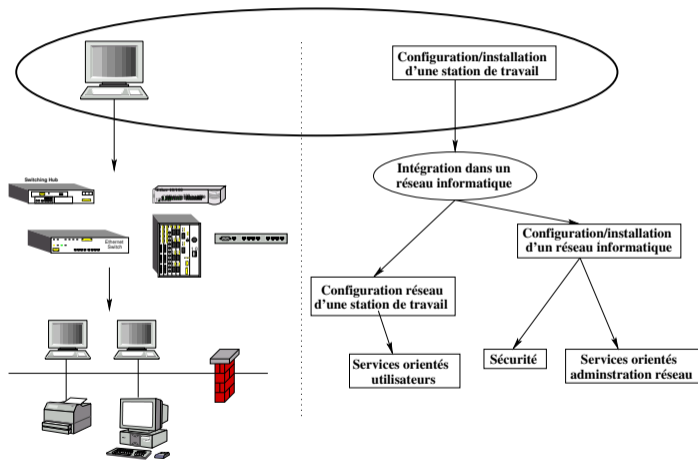 Configuration/installation
d'une station de travail
Intégration dans un
réseau informatique
Switching Hub
Ethernet
Switch
Configuration/installation
d'un réseau informatique
Configuration réseau
d'une station de travail
Services orientés
utilisateurs
Sécurité
Services orientés
adminstration réseau